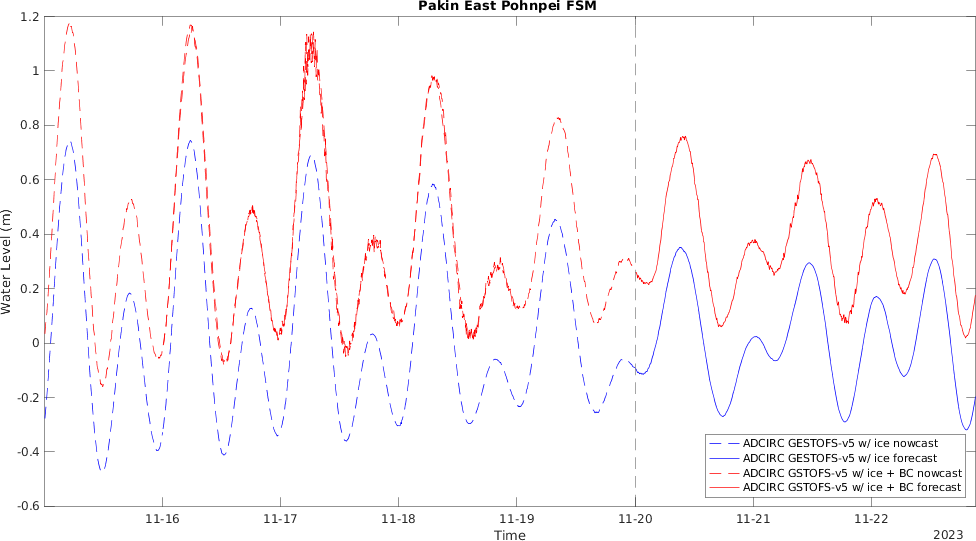 Pakin East Pohnpei FSM
1.2
1
0.8
0.6
0.4
0.2
0
-0.2
-0.4
-0.6
Water Level (m)
ADCIRC GESTOFS-v5 w/ ice nowcast
ADCIRC GESTOFS-v5 w/ ice forecast
ADCIRC GSTOFS-v5 w/ ice + BC nowcast
ADCIRC GSTOFS-v5 w/ ice + BC forecast
11-16 11-17 11-18 11-19 11-20 11-21 11-22
Time
2023